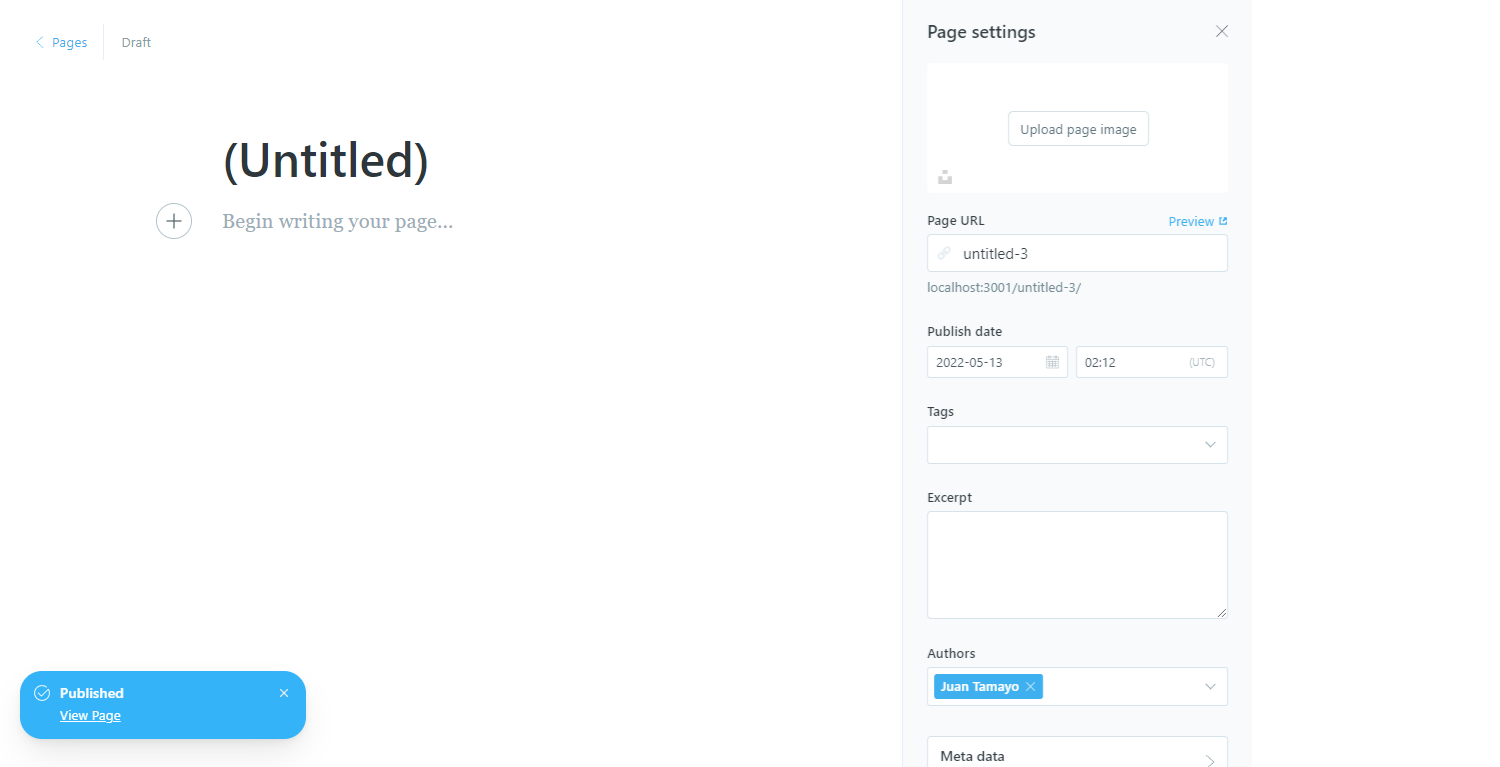 Pages
Draft
(Untitled)
Begin writing your page...
Published
View Page
Page settings
Upload page image
Page URL
Preview
untitled-3
localhost:3001/untitled-3/
Publish date
2022-05-13
02:12
(UTC)
Tags
Excerpt
Authors
Juan Tamayo
Meta data